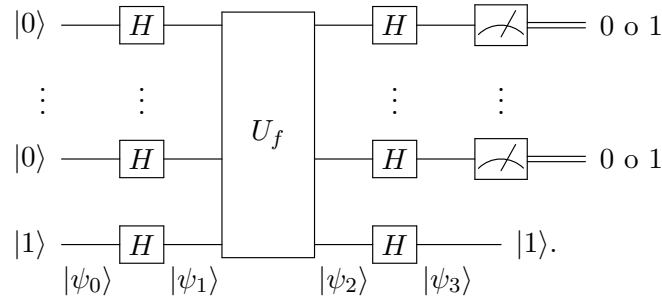 |0⟩ H H 0 o 1
⋮ ⋮ U_f ⋮ ⋮
|0⟩ H H 0 o 1
|1⟩ H H |1⟩.
|ψ₀⟩ |ψ₁⟩ |ψ₂⟩ |ψ₃⟩